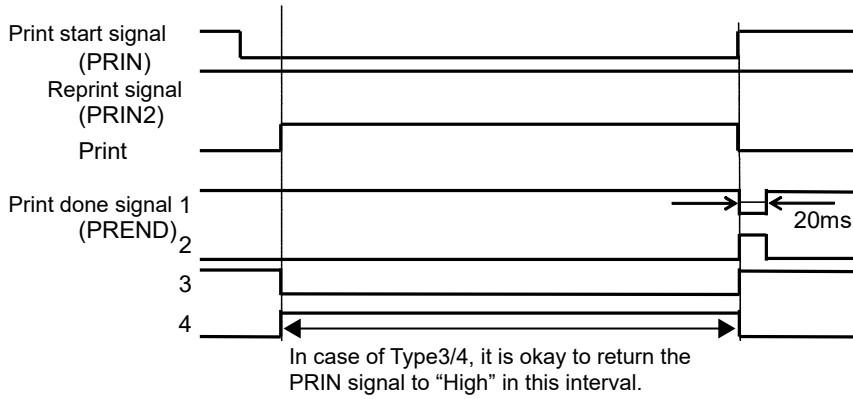 Print start signal
(PRIN)
Reprint signal
(PRIN2)
Print
Print done signal 1
(PREND)
20ms
2
3
4
In case of Type3/4, it is okay to return the
PRIN signal to “High” in this interval.